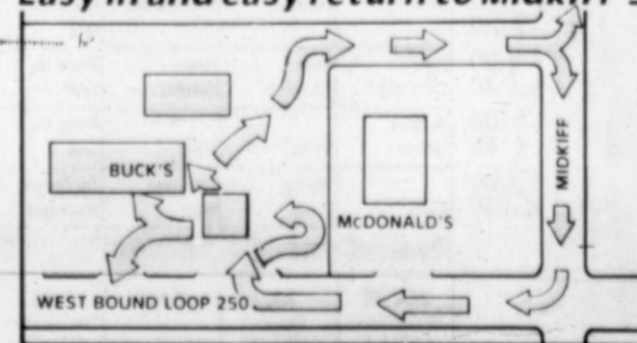 Easy in and easy return to Midkiff
BUCK'S
McDONALD'S
MIDKIFF
WEST BOUND LOOP 250